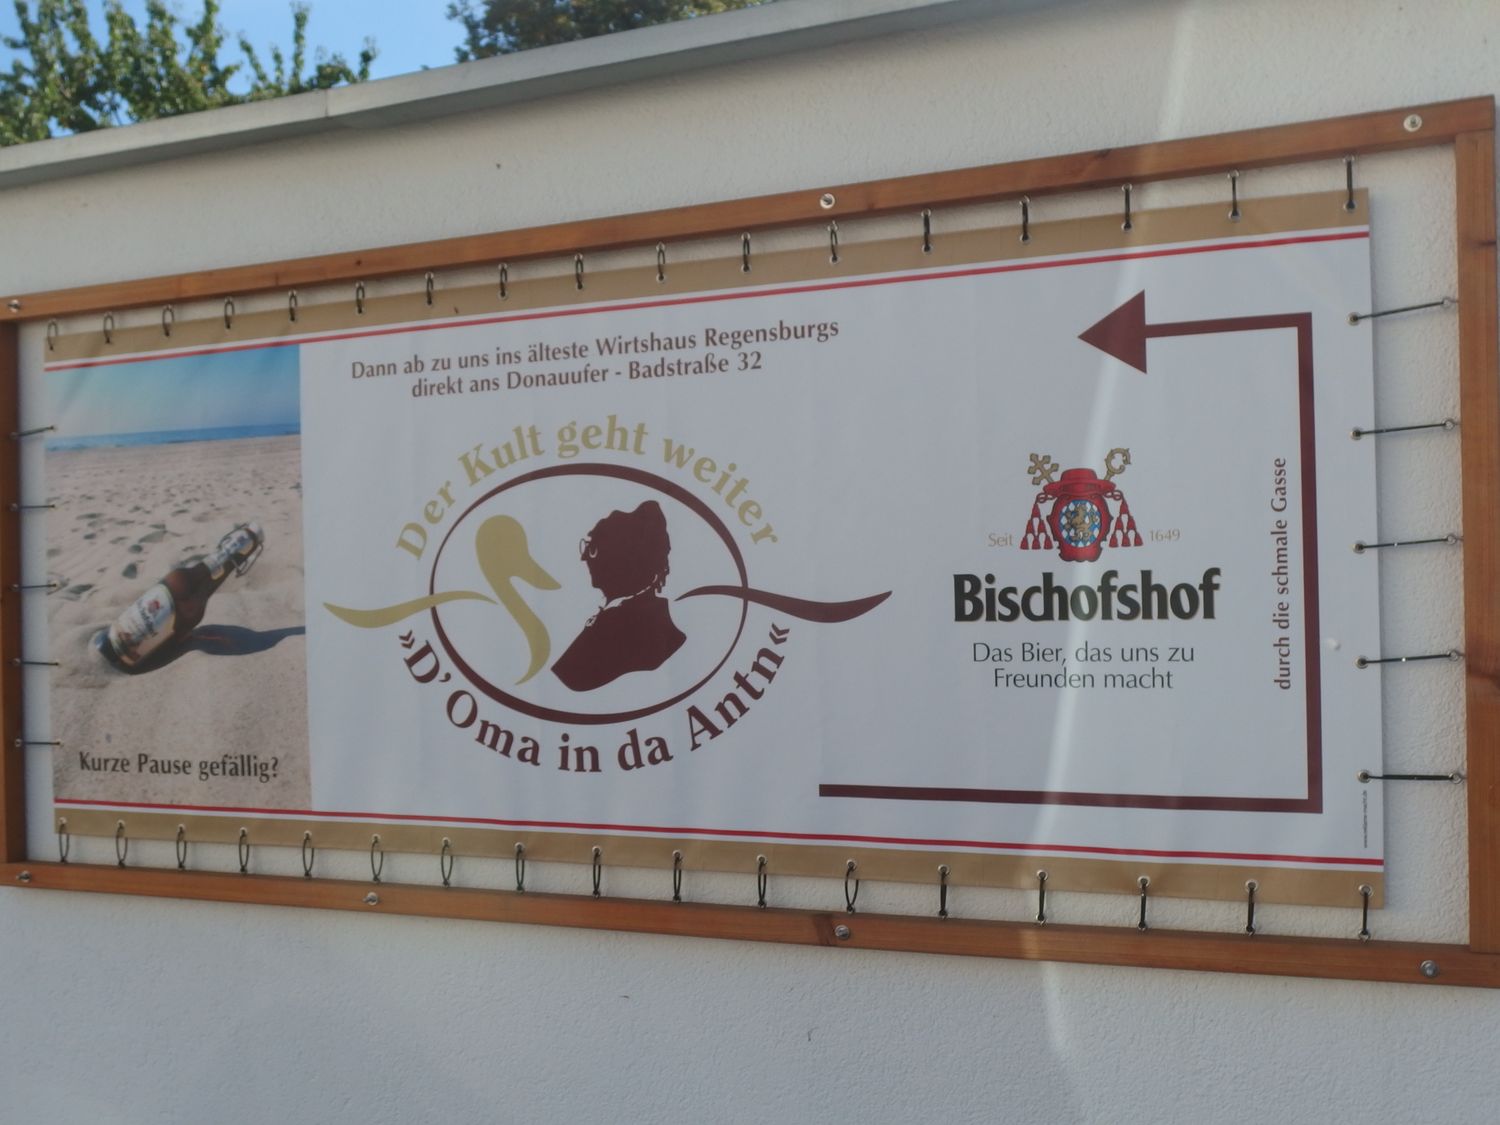 Dann ab zu uns ins älteste Wirtshaus Regensburgs
direkt ans Donauufer - Badstraße 32
Der Kult geht weiter
»D'Oma in da Antn«
Kurze Pause gefällig?
Seit 1649
Bischofshof
Das Bier, das uns zu
Freunden macht
durch die schmale Gasse